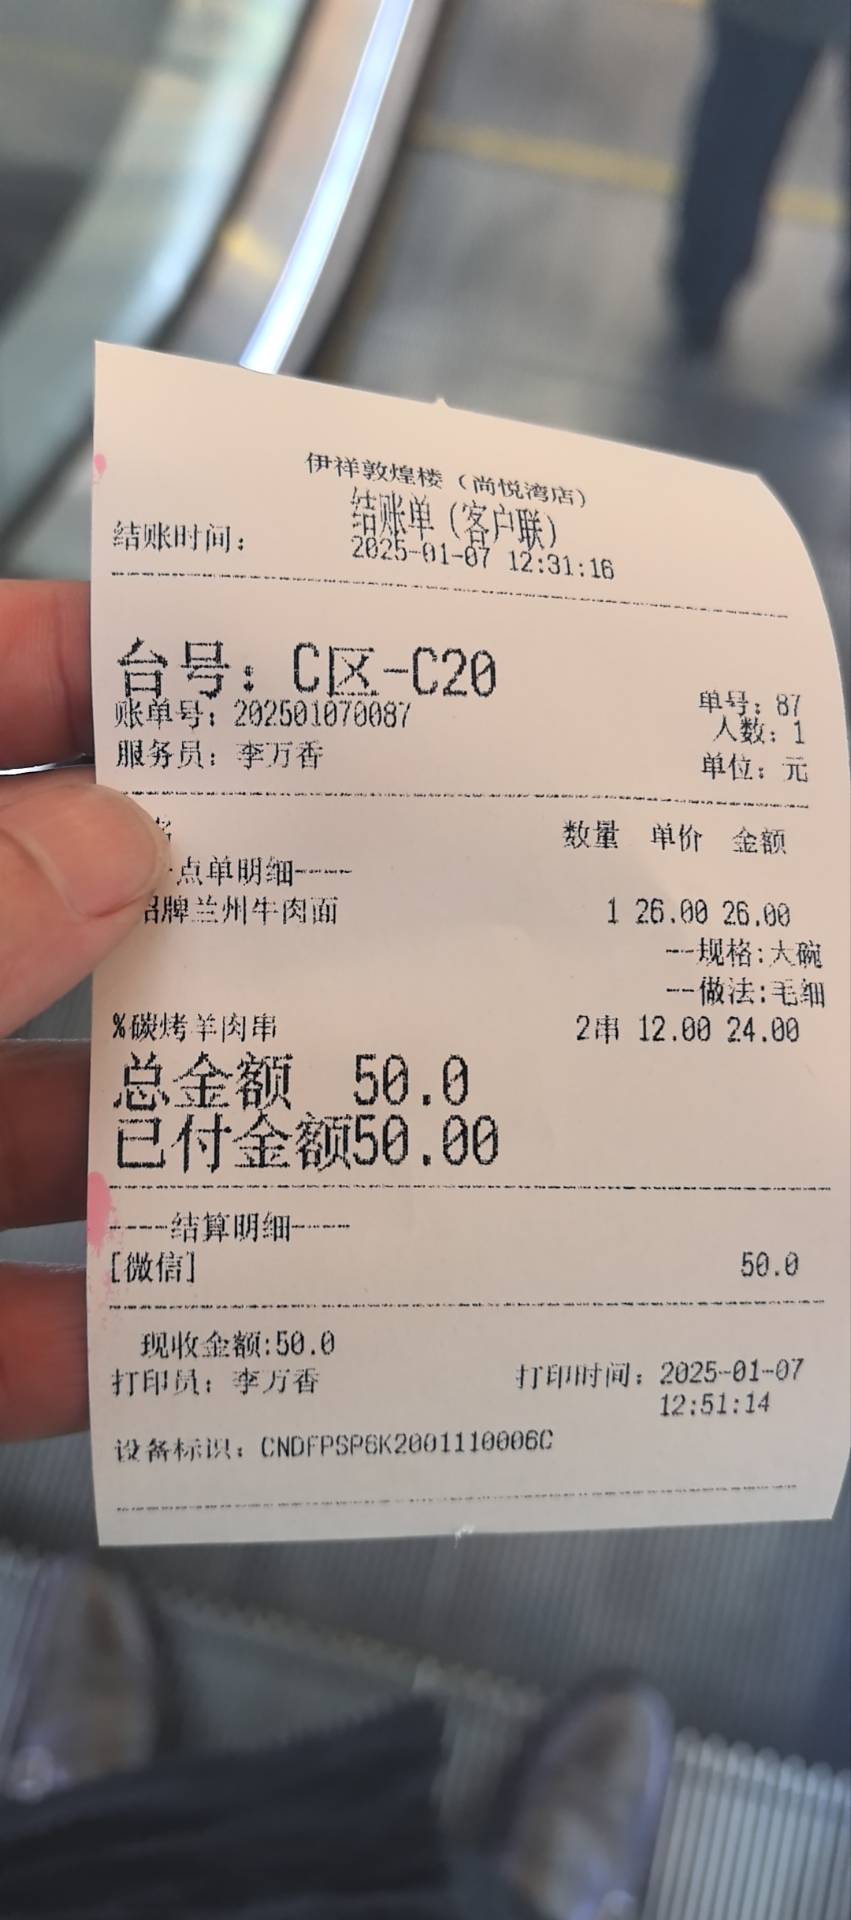 伊祥敦煌楼（尚悦湾店）
结账单（客户联）
结账时间： 2025-01-07 12:31:16
台号：C区-C20
账单号：202501070087 单号：87
人数：1
服务员：李万香 单位：元
数量 单价 金额
点单明细----
招牌兰州牛肉面 1 26.00 26.00
--规格:大碗
--做法:毛细
%碳烤羊肉串 2串 12.00 24.00
总金额 50.0
已付金额50.00
----结算明细----
[微信] 50.0
现收金额:50.0
打印员：李万香 打印时间：2025-01-07
12:51:14
设备标识：CNDFPSP6K2001110006C